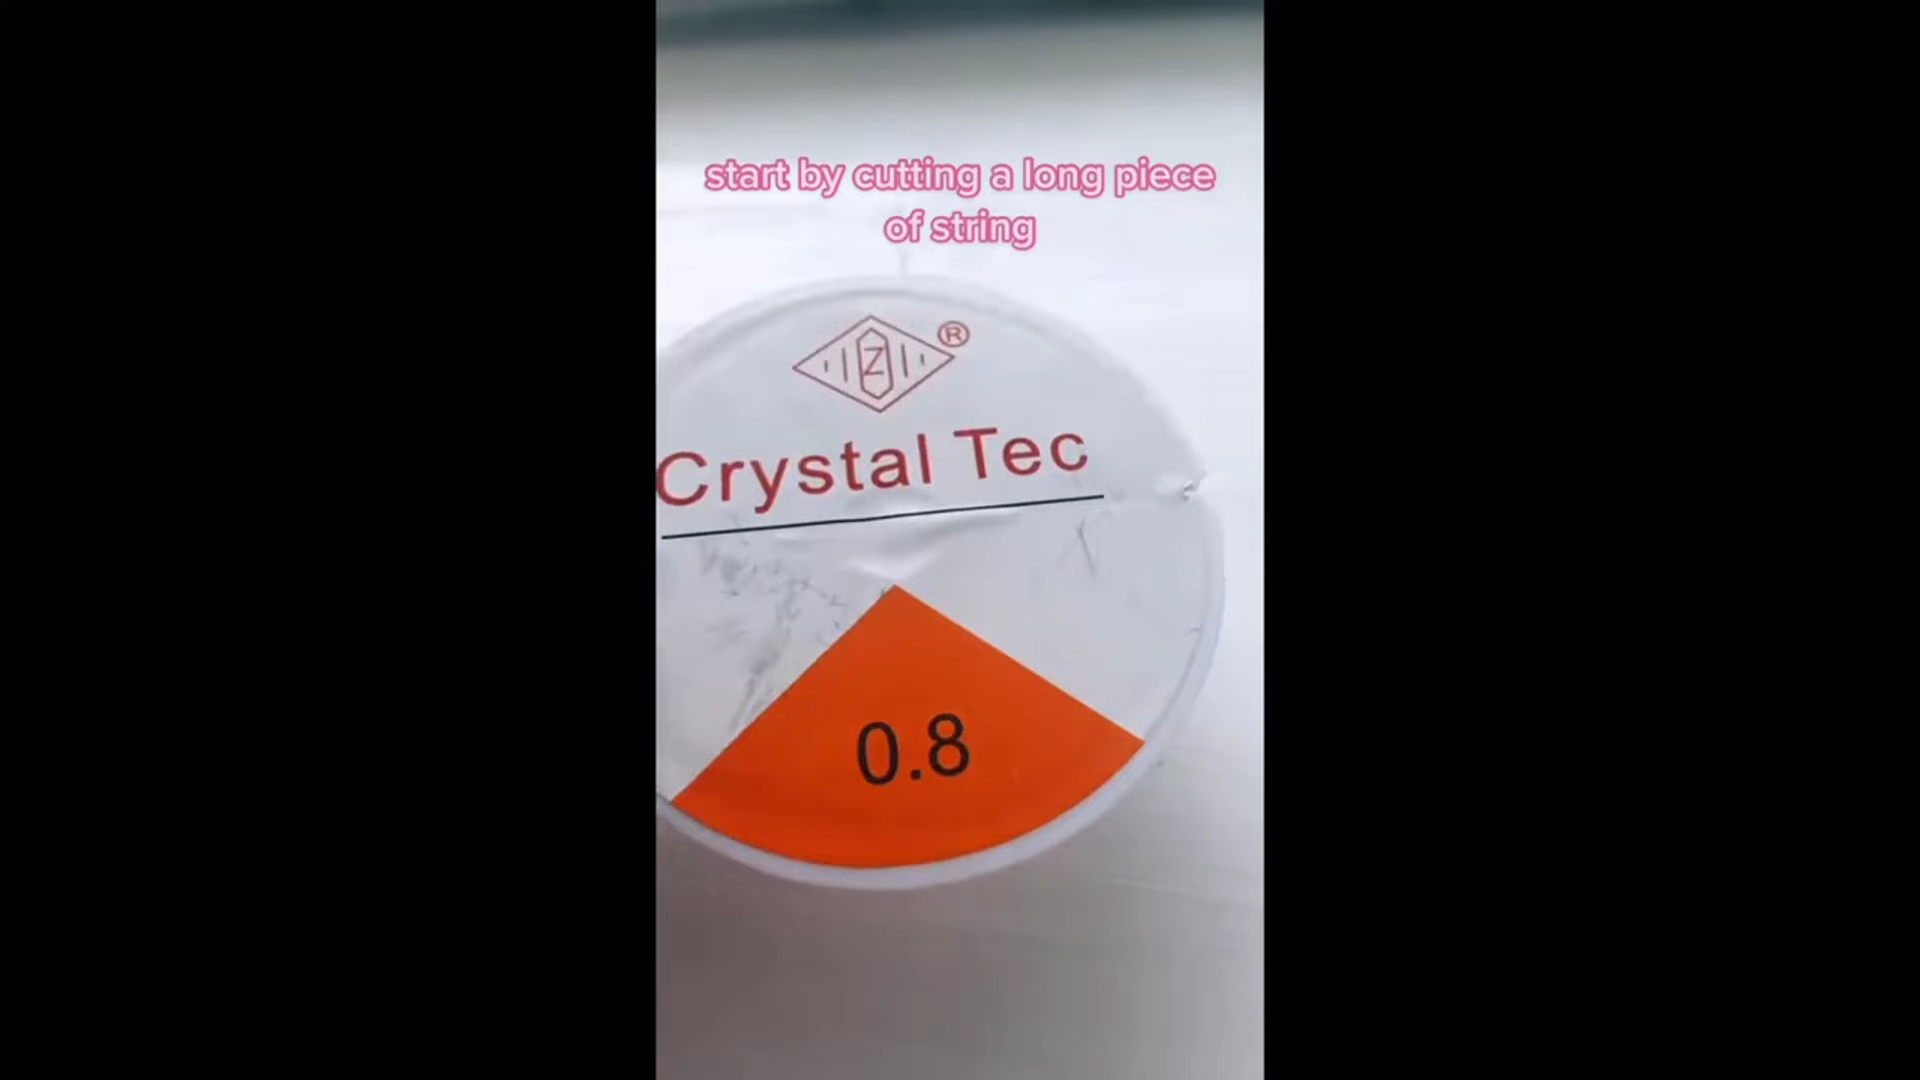 start by cutting a long piece
of string
Z ®
Crystal Tec
0.8